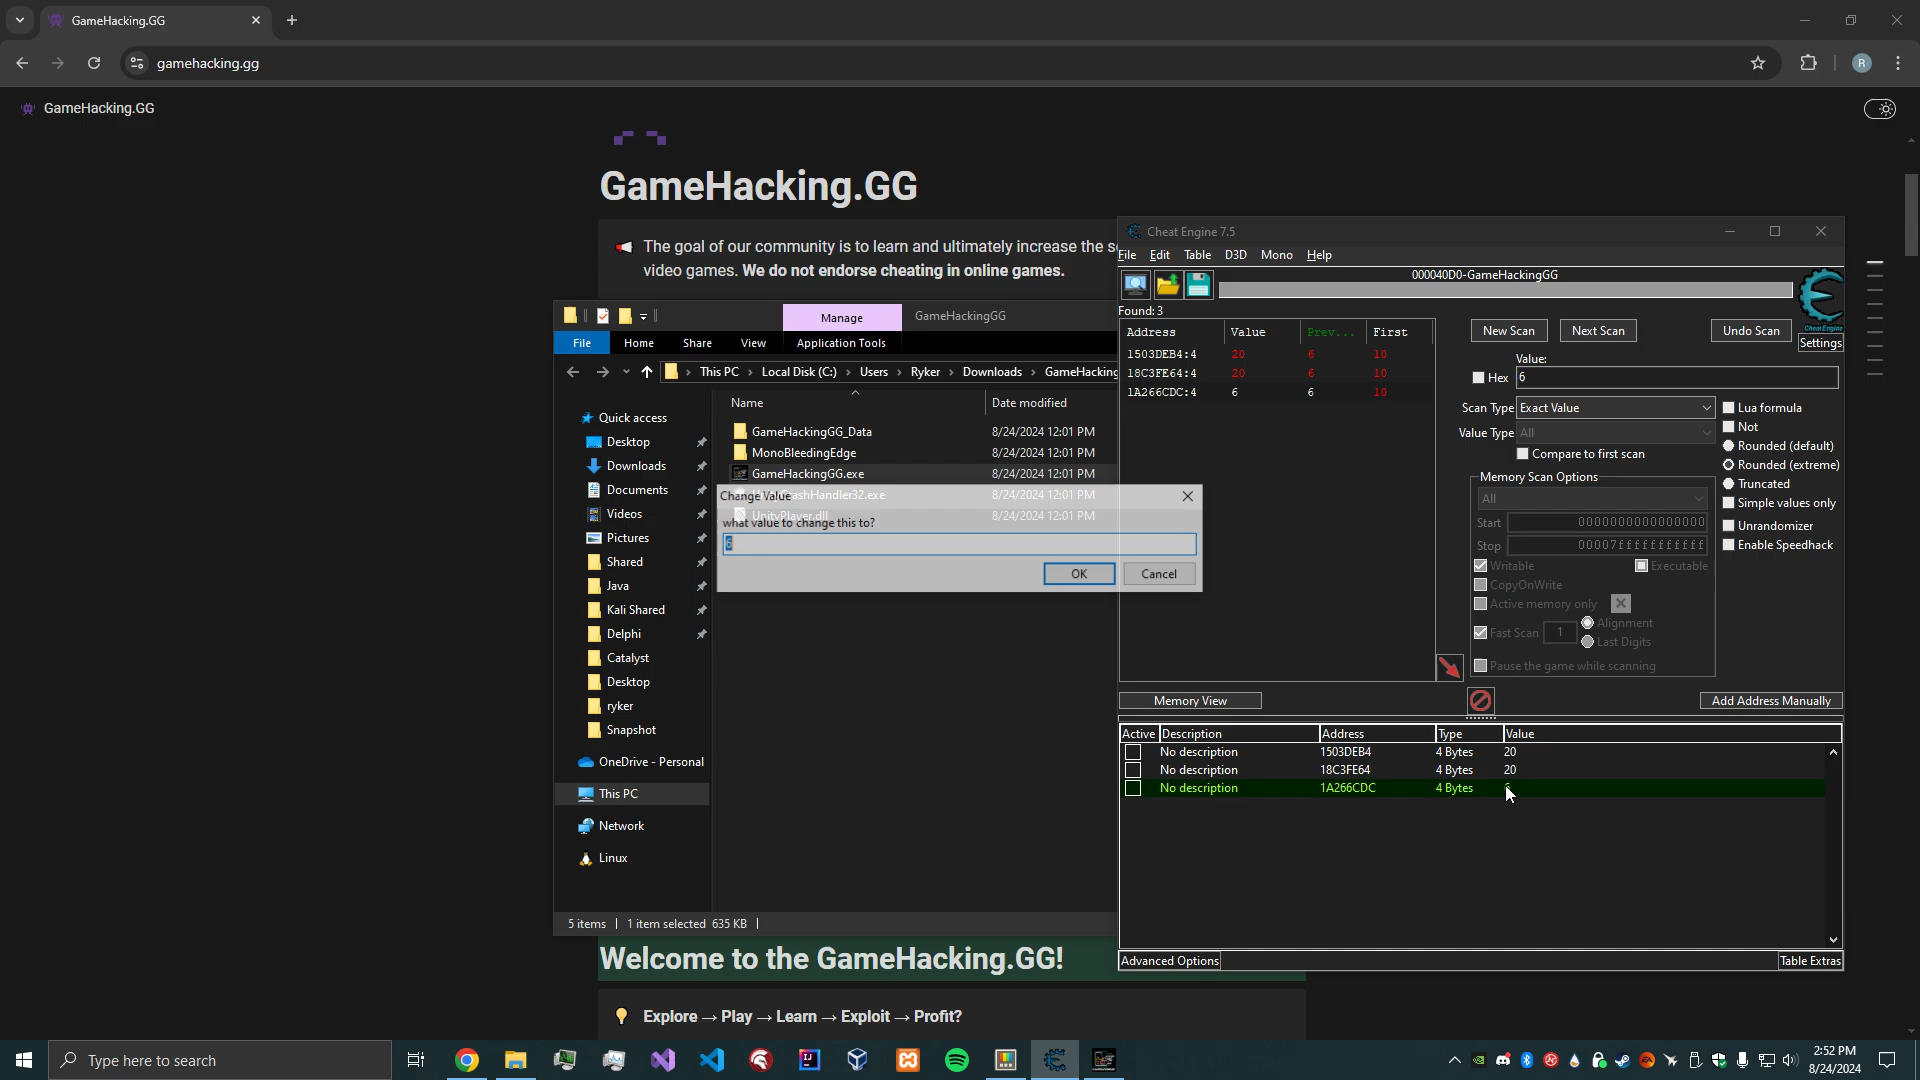 GameHacking.GG
gamehacking.gg
R
GameHacking.GG
GameHacking.GG
The goal of our community is to learn and ultimately increase the
video games. We do not endorse cheating in online games.
Manage
GameHackingGG
File
Home
Share
View
Application Tools
This PC
Local Disk (C:)
Users
Ryker
Downloads
GameHacking
Name
Date modified
Quick access
Desktop
Downloads
Documents
Videos
Pictures
Shared
Java
Kali Shared
Delphi
Catalyst
Desktop
ryker
Snapshot
OneDrive - Personal
This PC
Network
Linux
GameHackingGG_Data 8/24/2024 12:01 PM
MonoBleedingEdge 8/24/2024 12:01 PM
GameHackingGG.exe 8/24/2024 12:01 PM
8/24/2024 12:01 PM
UnityPlayer.dll 8/24/2024 12:01 PM
5 items
1 item selected 635 KB
Change Value
what value to change this to?
6
OK
Cancel
Cheat Engine 7.5
File Edit Table D3D Mono Help
000040D0-GameHackingGG
Cheat Engine
Settings
Found: 3
Address Value Prev... First
1503DEB4:4 20 6 10
18C3FE64:4 20 6 10
1A266CDC:4 6 6 10
New Scan
Next Scan
Undo Scan
Value:
Hex
6
Scan Type Exact Value
Value Type All
Compare to first scan
Lua formula
Not
Rounded (default)
Rounded (extreme)
Truncated
Simple values only
Unrandomizer
Enable Speedhack
Memory Scan Options
All
Start 0000000000000000
Stop 00007fffffffffff
Writable
Executable
CopyOnWrite
Active memory only
Fast Scan 1
Alignment
Last Digits
Pause the game while scanning
Memory View
Add Address Manually
Active Description Address Type Value
No description 1503DEB4 4 Bytes 20
No description 18C3FE64 4 Bytes 20
No description 1A266CDC 4 Bytes
Advanced Options
Table Extras
Welcome to the GameHacking.GG!
Explore → Play → Learn → Exploit → Profit?
Type here to search
2:52 PM
8/24/2024